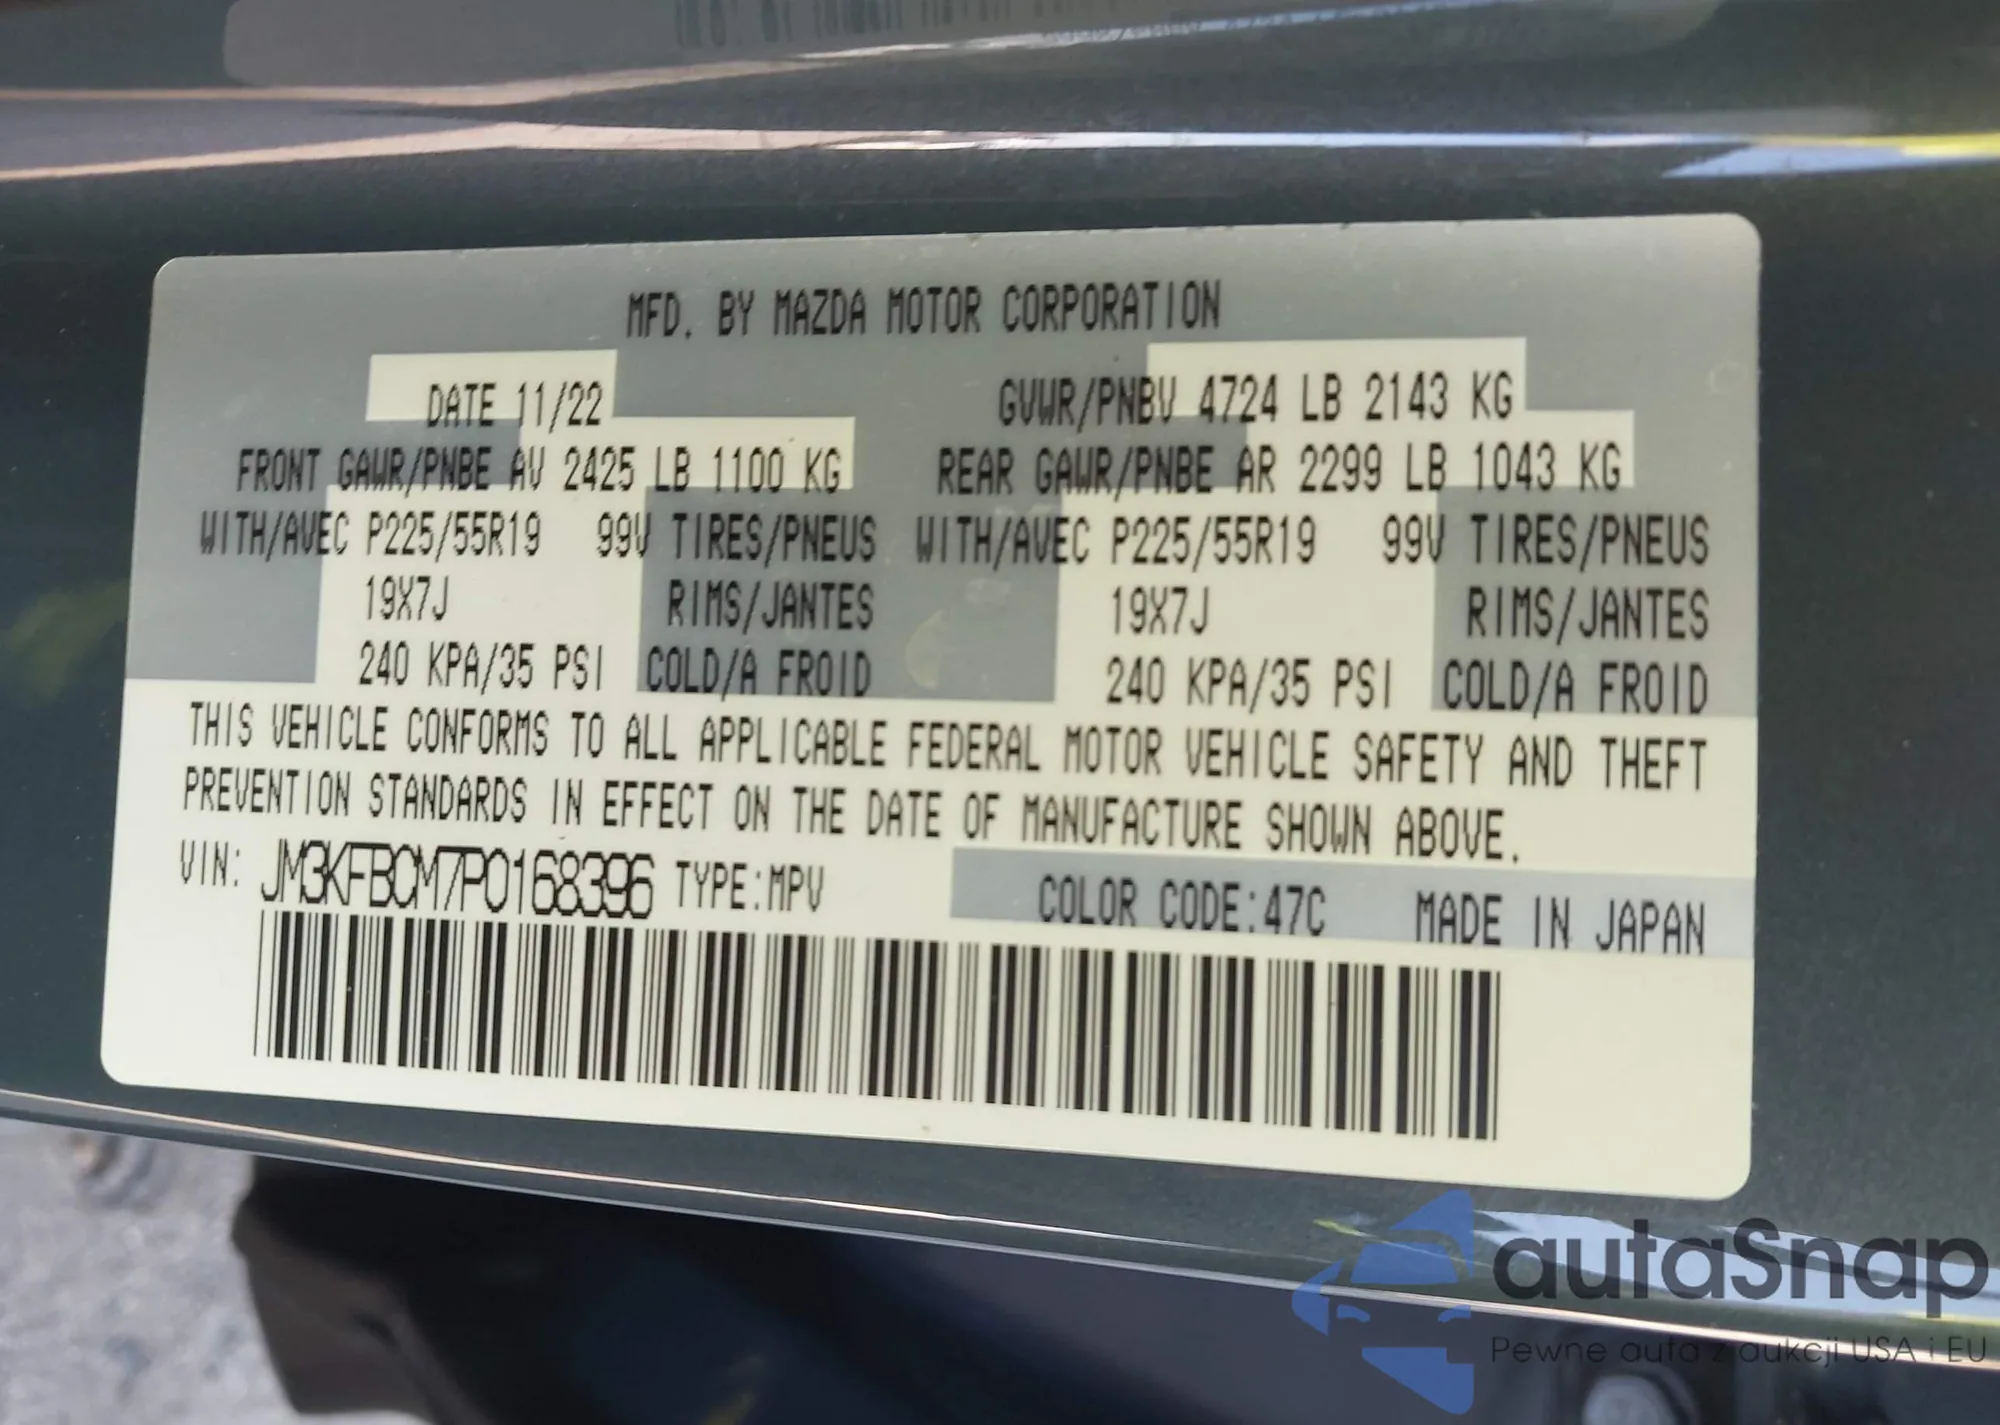 MFD. BY MAZDA MOTOR CORPORATION
DATE 11/22 GVWR/PNBV 4724 LB 2143 KG
FRONT GAWR/PNBE AV 2425 LB 1100 KG REAR GAWR/PNBE AR 2299 LB 1043 KG
WITH/AVEC P225/55R19 99V TIRES/PNEUS WITH/AVEC P225/55R19 99V TIRES/PNEUS
19X7J RIMS/JANTES 19X7J RIMS/JANTES
240 KPA/35 PSI COLD/A FROID 240 KPA/35 PSI COLD/A FROID
THIS VEHICLE CONFORMS TO ALL APPLICABLE FEDERAL MOTOR VEHICLE SAFETY AND THEFT
PREVENTION STANDARDS IN EFFECT ON THE DATE OF MANUFACTURE SHOWN ABOVE.
VIN: JM3KFBCM7P0168396 TYPE:MPV COLOR CODE:47C MADE IN JAPAN
autaSnap
Pewne auta z aukcji USA i EU